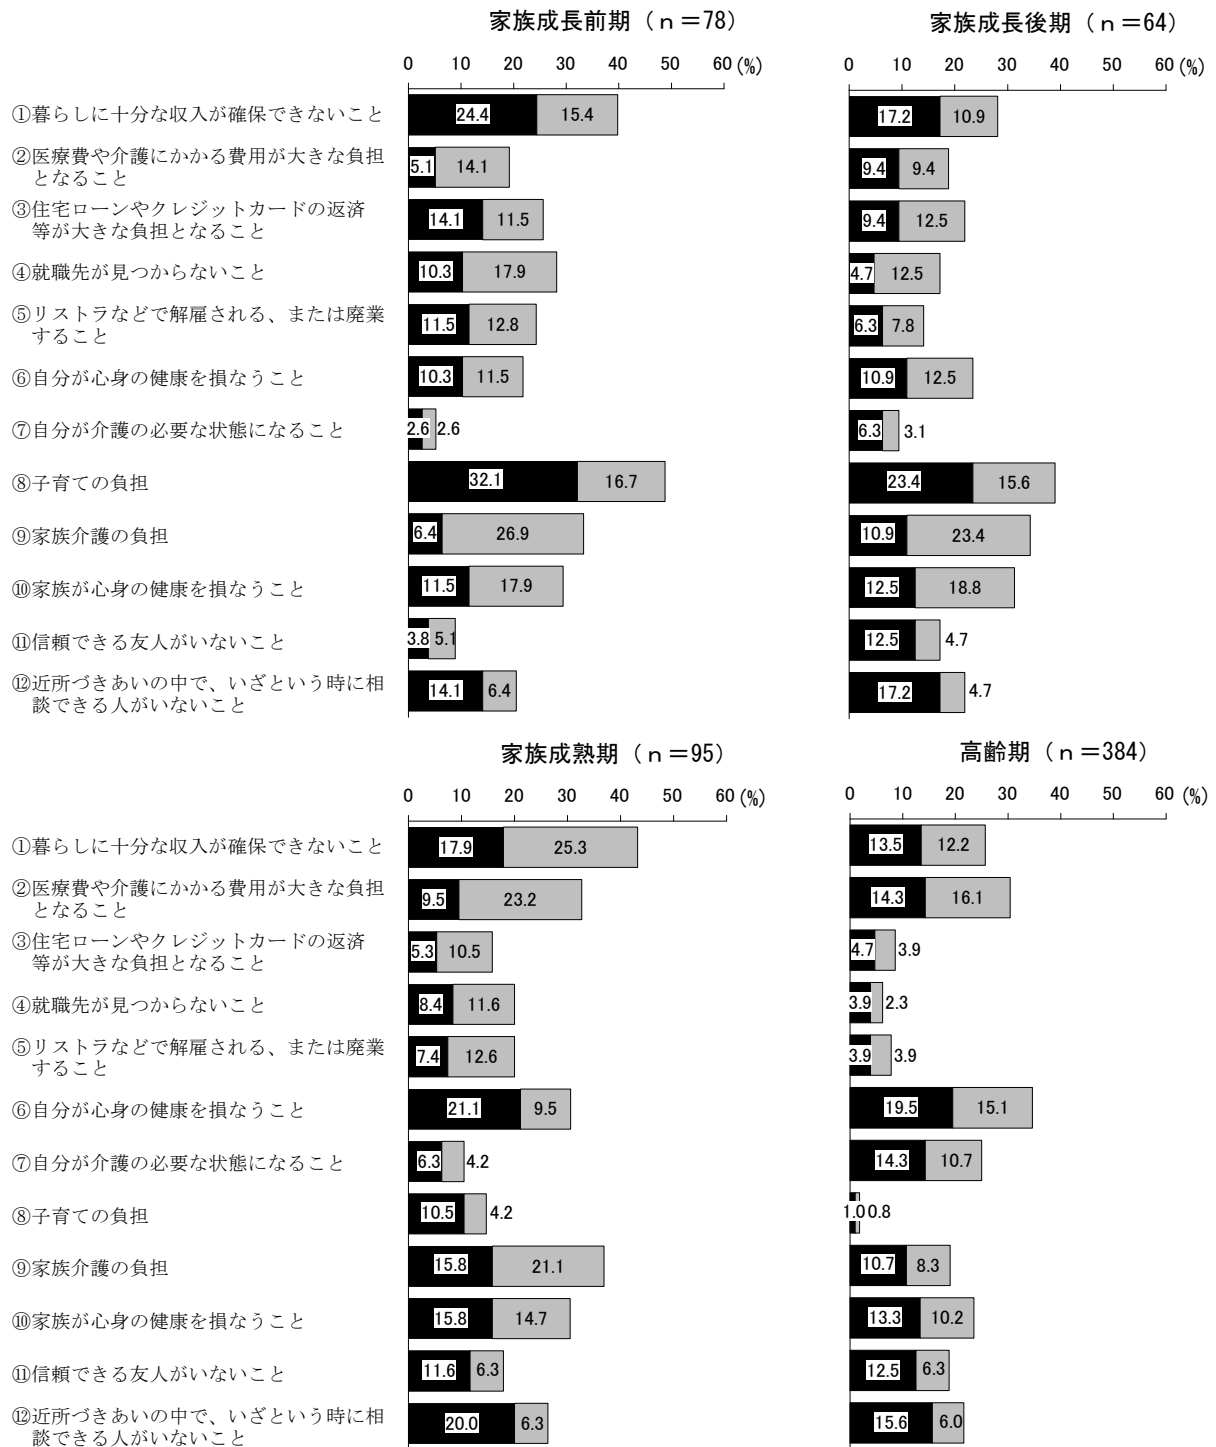 家族成長前期（ｎ＝78）
0 10 20 30 40 50 60 (%)
①暮らしに十分な収入が確保できないこと 24.4 15.4
②医療費や介護にかかる費用が大きな負担
となること 5.1 14.1
③住宅ローンやクレジットカードの返済
等が大きな負担となること 14.1 11.5
④就職先が見つからないこと 10.3 17.9
⑤リストラなどで解雇される、または廃業
すること 11.5 12.8
⑥自分が心身の健康を損なうこと 10.3 11.5
⑦自分が介護の必要な状態になること 2.6 2.6
⑧子育ての負担 32.1 16.7
⑨家族介護の負担 6.4 26.9
⑩家族が心身の健康を損なうこと 11.5 17.9
⑪信頼できる友人がいないこと 3.8 5.1
⑫近所づきあいの中で、いざという時に相
談できる人がいないこと 14.1 6.4
家族成長後期（ｎ＝64）
0 10 20 30 40 50 60 (%)
17.2 10.9
9.4 9.4
9.4 12.5
4.7 12.5
6.3 7.8
10.9 12.5
6.3 3.1
23.4 15.6
10.9 23.4
12.5 18.8
12.5 4.7
17.2 4.7
家族成熟期（ｎ＝95）
0 10 20 30 40 50 60 (%)
①暮らしに十分な収入が確保できないこと 17.9 25.3
②医療費や介護にかかる費用が大きな負担
となること 9.5 23.2
③住宅ローンやクレジットカードの返済
等が大きな負担となること 5.3 10.5
④就職先が見つからないこと 8.4 11.6
⑤リストラなどで解雇される、または廃業
すること 7.4 12.6
⑥自分が心身の健康を損なうこと 21.1 9.5
⑦自分が介護の必要な状態になること 6.3 4.2
⑧子育ての負担 10.5 4.2
⑨家族介護の負担 15.8 21.1
⑩家族が心身の健康を損なうこと 15.8 14.7
⑪信頼できる友人がいないこと 11.6 6.3
⑫近所づきあいの中で、いざという時に相
談できる人がいないこと 20.0 6.3
高齢期（ｎ＝384）
0 10 20 30 40 50 60 (%)
13.5 12.2
14.3 16.1
4.7 3.9
3.9 2.3
3.9 3.9
19.5 15.1
14.3 10.7
1.0 0.8
10.7 8.3
13.3 10.2
12.5 6.3
15.6 6.0